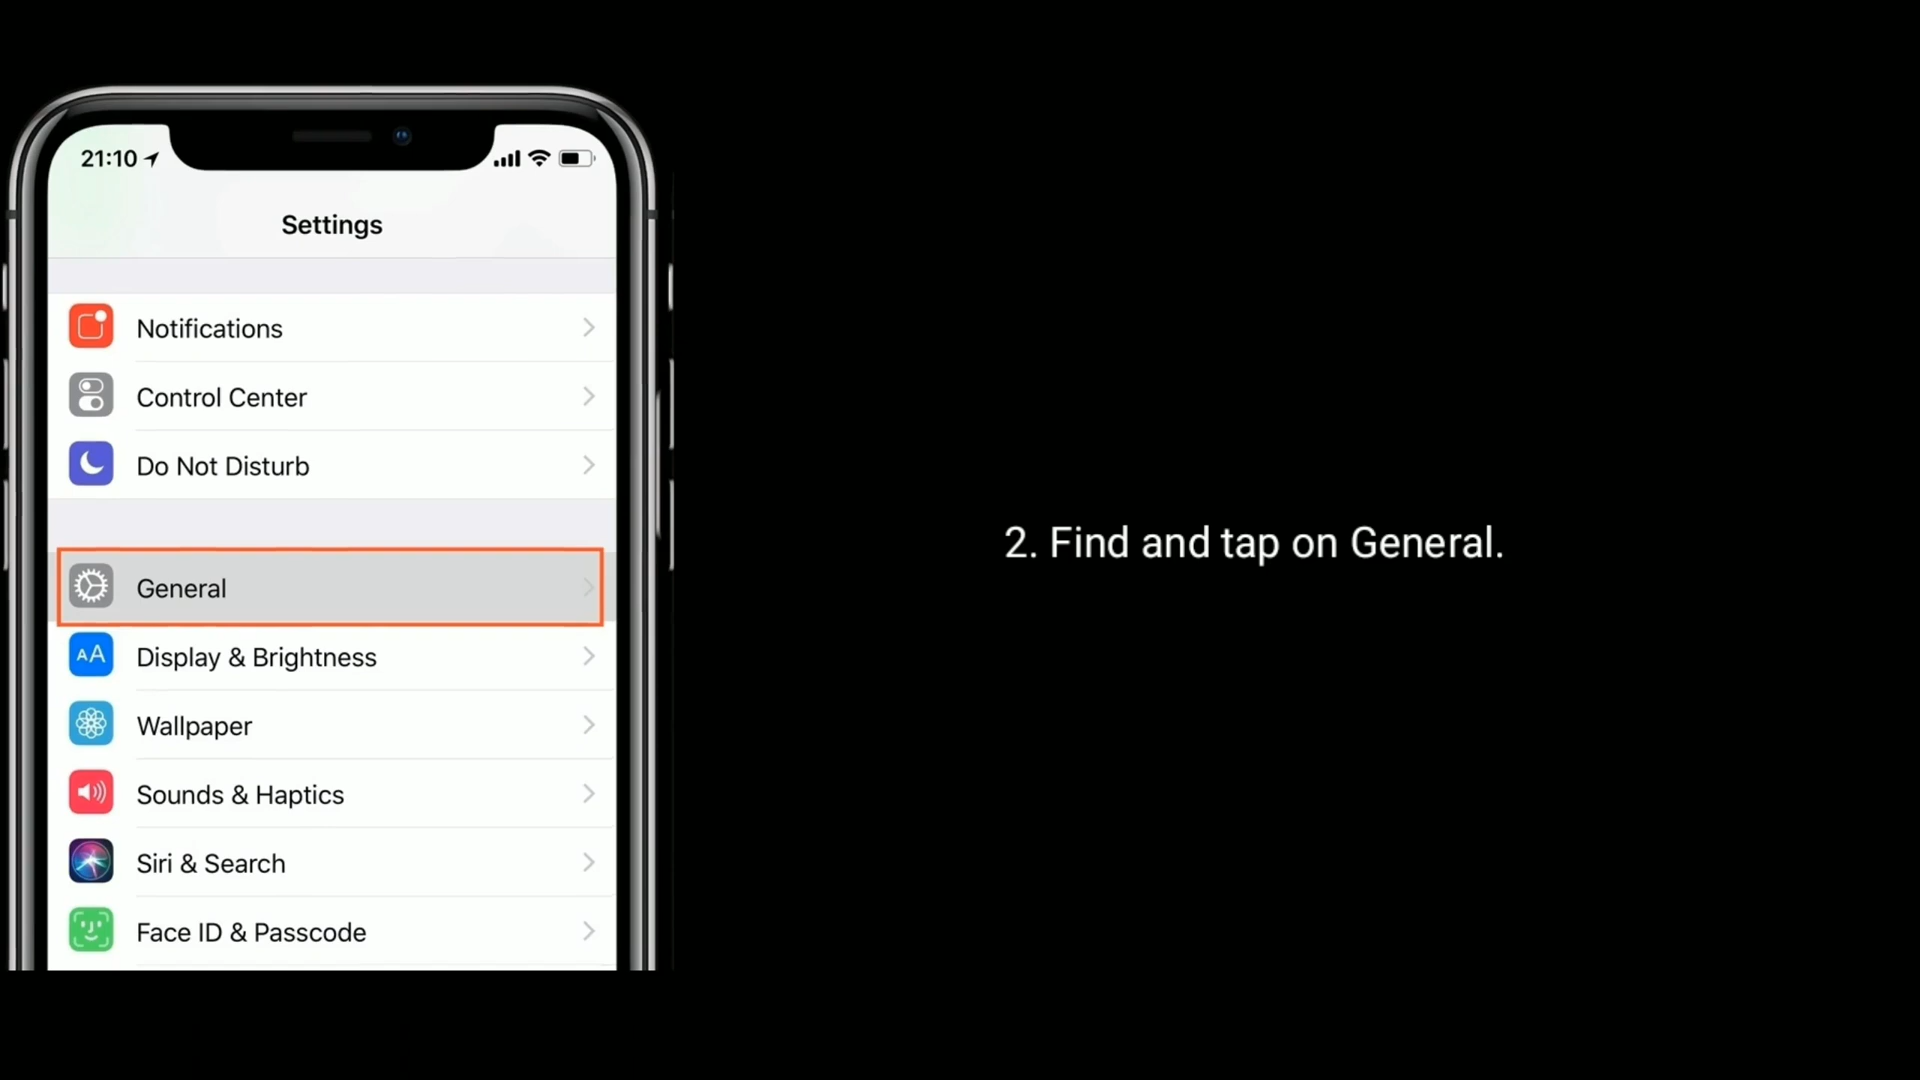 21:10
Settings
Notifications
Control Center
Do Not Disturb
General
AA Display & Brightness
Wallpaper
Sounds & Haptics
Siri & Search
Face ID & Passcode
2. Find and tap on General.